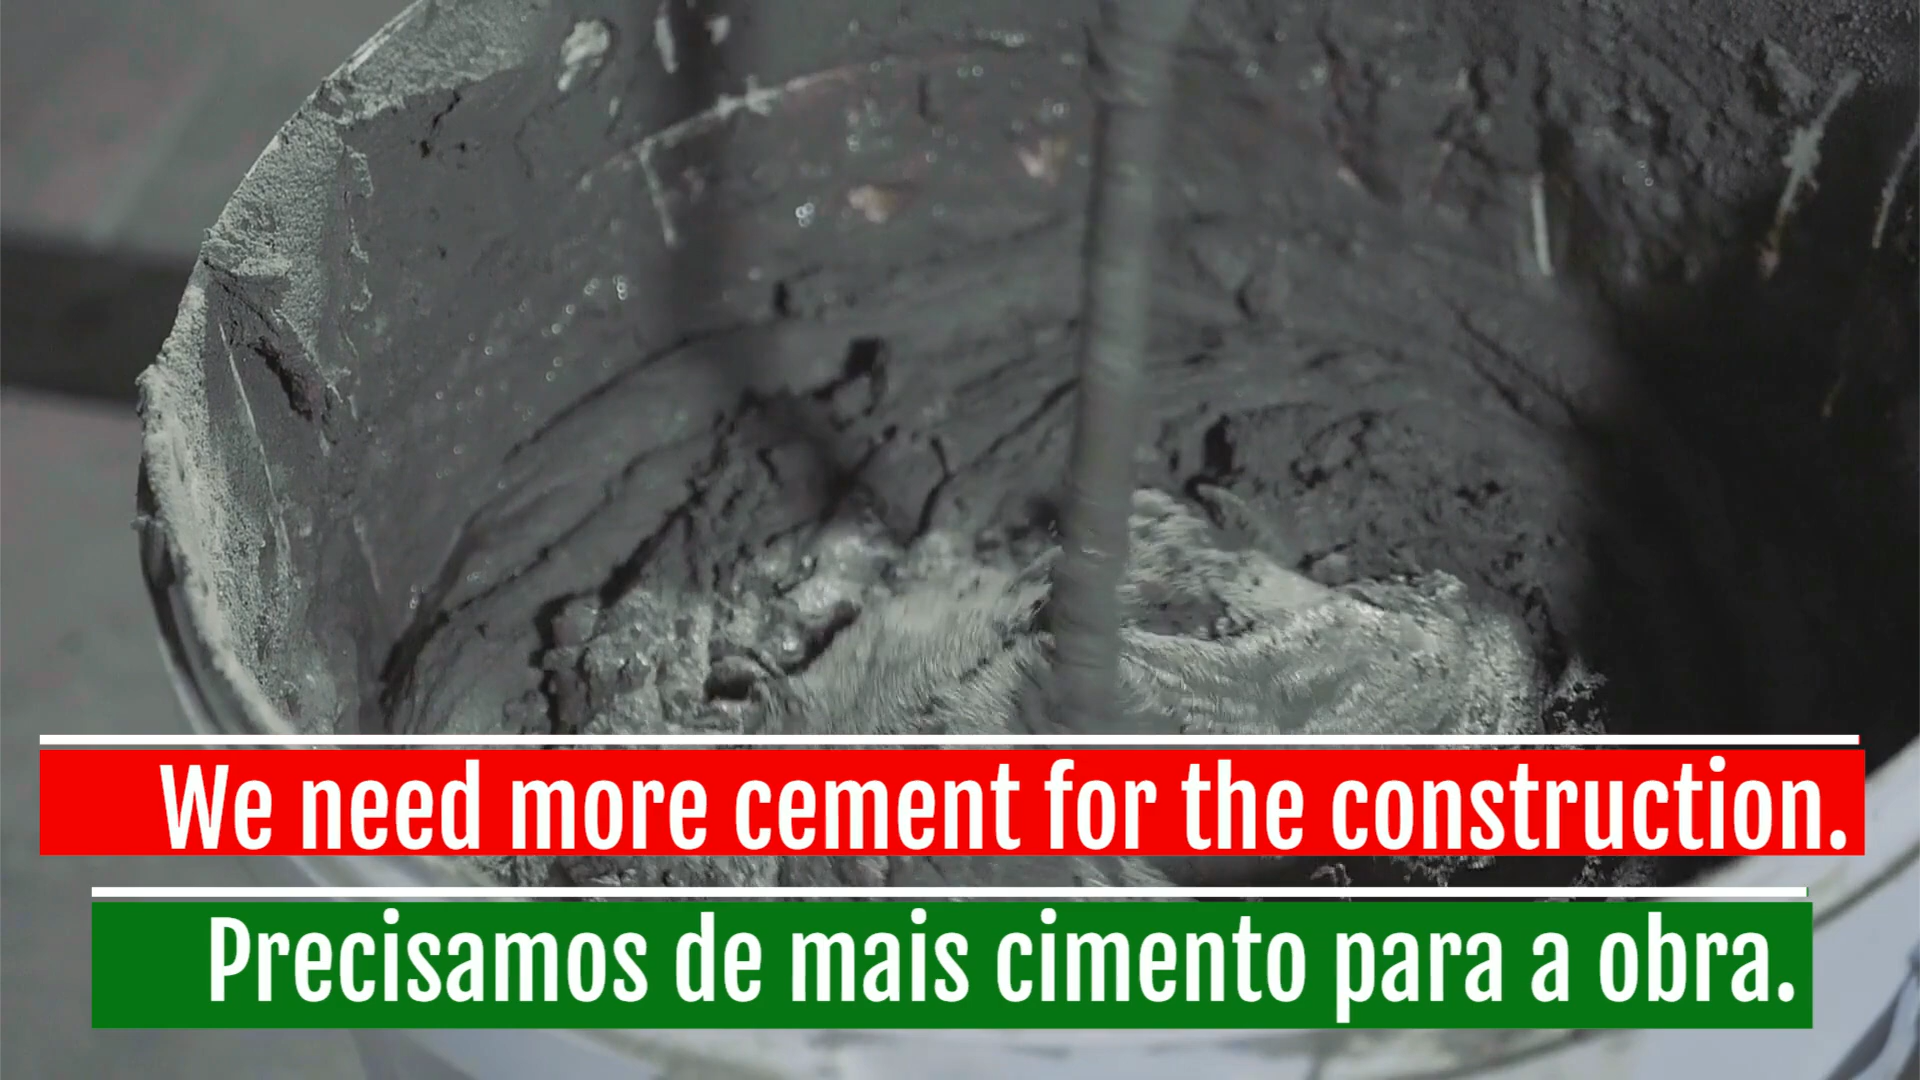 We need more cement for the construction.
Precisamos de mais cimento para a obra.